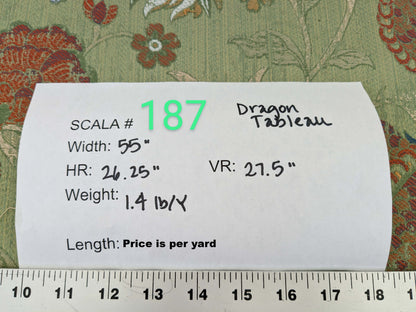 SCALA # 187 Dragon
Tableau
Width: 55"
HR: 26.25" VR: 27.5"
Weight: 1.4 lb/Y
Length: Price is per yard
10 11 12 13 14 15 16 17 18